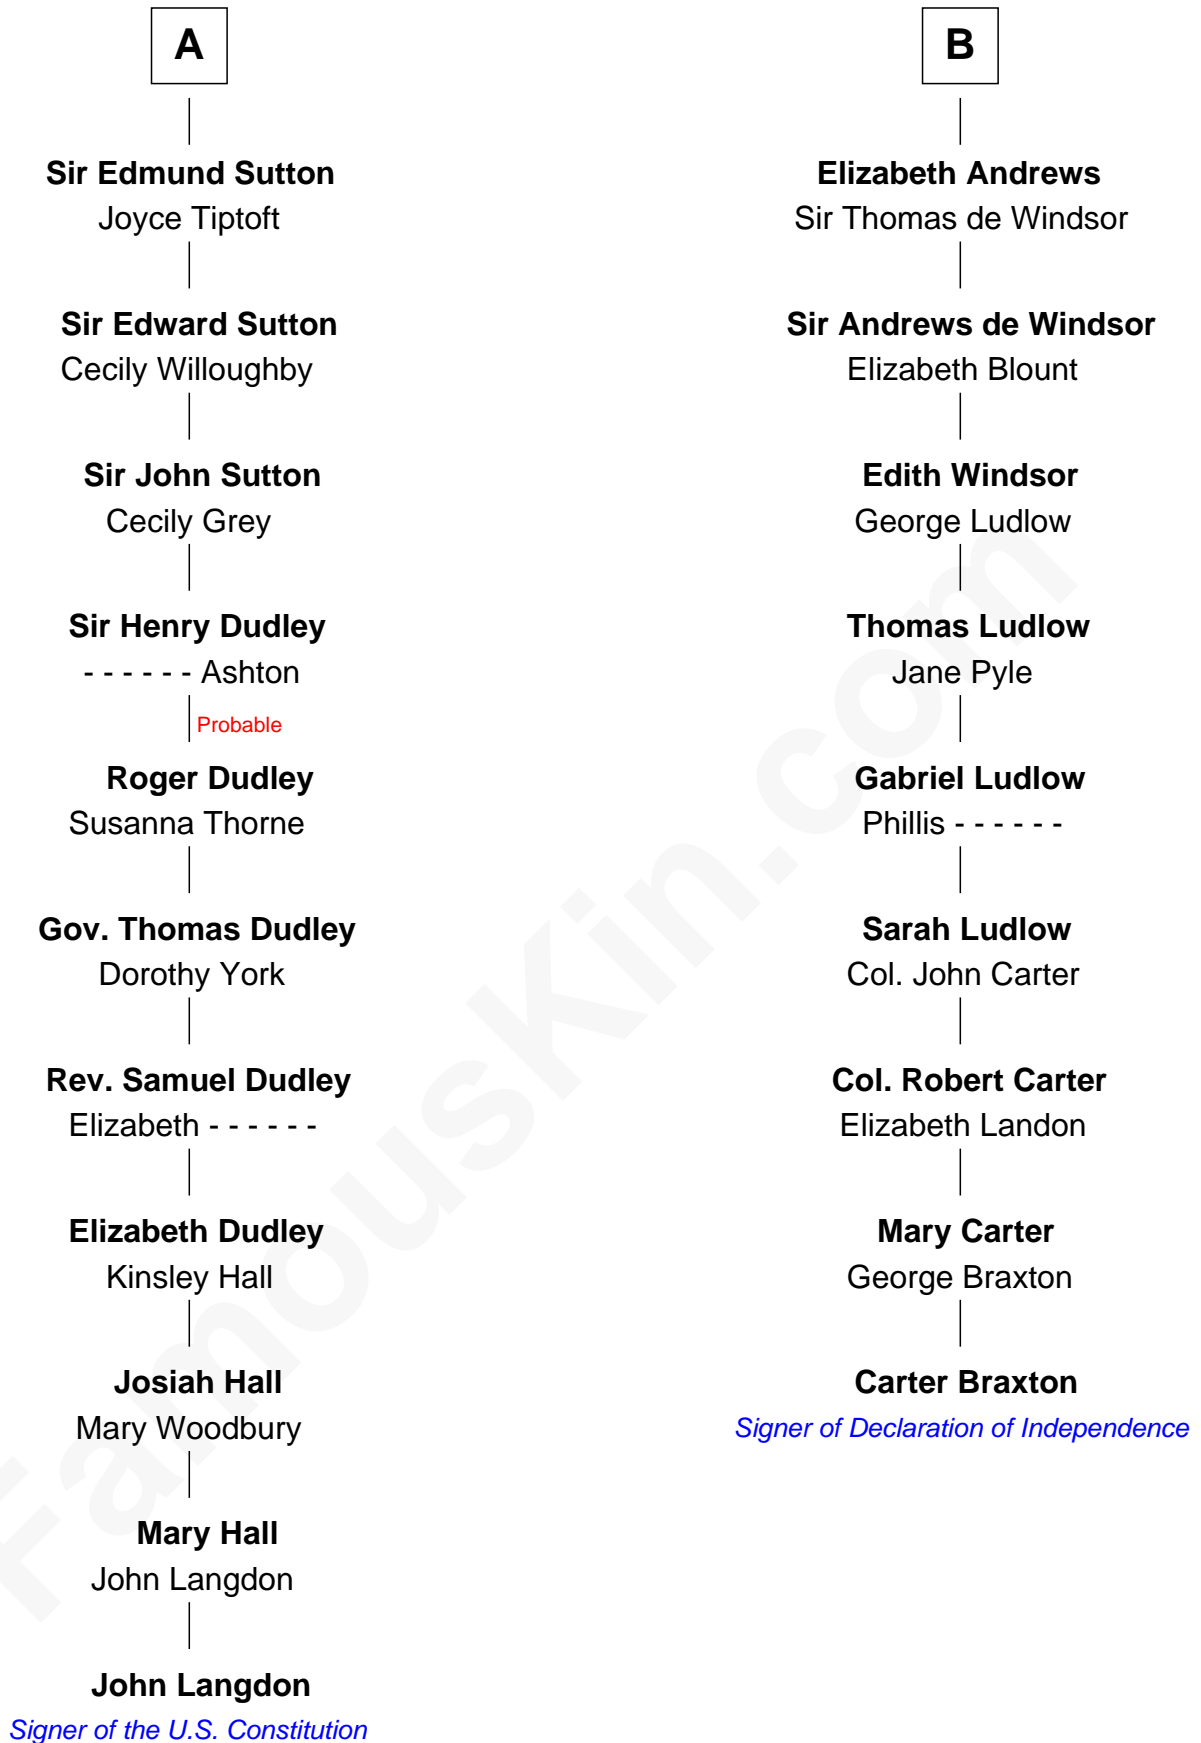 A
Sir Edmund Sutton
Joyce Tiptoft
Sir Edward Sutton
Cecily Willoughby
Sir John Sutton
Cecily Grey
Sir Henry Dudley
- - - - - - Ashton
Probable
Roger Dudley
Susanna Thorne
Gov. Thomas Dudley
Dorothy York
Rev. Samuel Dudley
Elizabeth - - - - - -
Elizabeth Dudley
Kinsley Hall
Josiah Hall
Mary Woodbury
Mary Hall
John Langdon
John Langdon
Signer of the U.S. Constitution
B
Elizabeth Andrews
Sir Thomas de Windsor
Sir Andrews de Windsor
Elizabeth Blount
Edith Windsor
George Ludlow
Thomas Ludlow
Jane Pyle
Gabriel Ludlow
Phillis - - - - - -
Sarah Ludlow
Col. John Carter
Col. Robert Carter
Elizabeth Landon
Mary Carter
George Braxton
Carter Braxton
Signer of Declaration of Independence
FamousKin.com